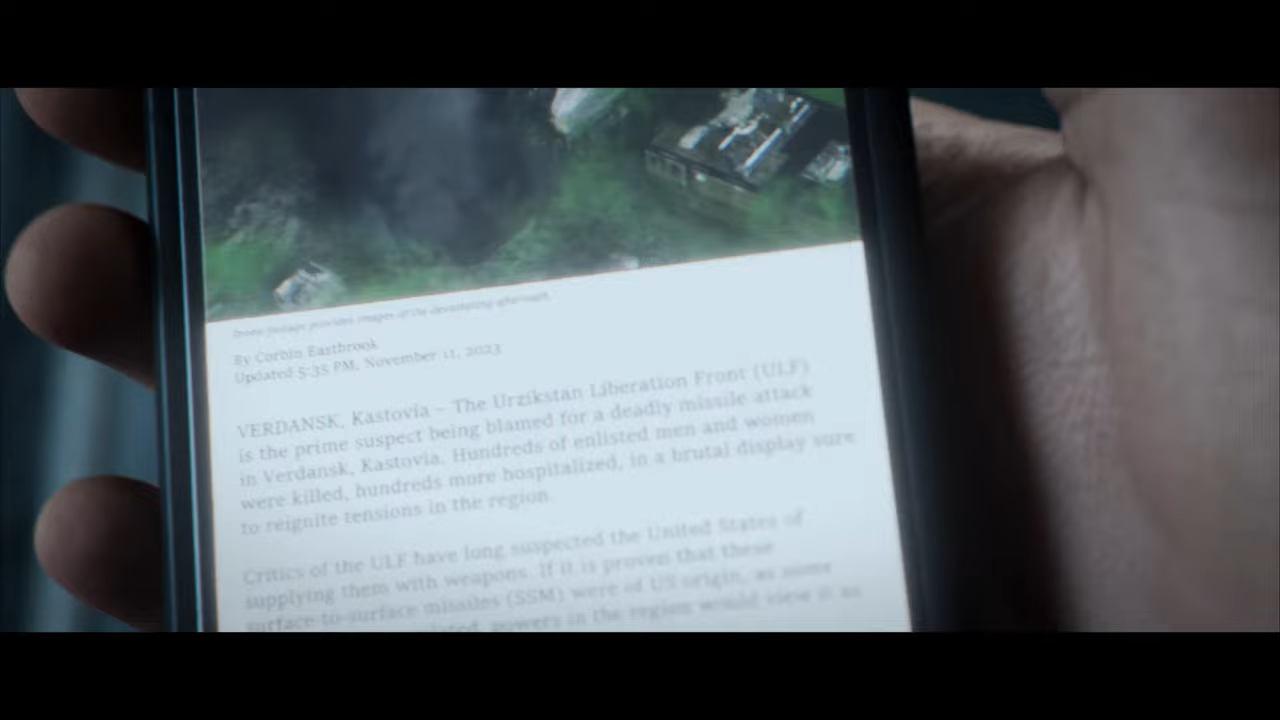 Drone footage provides images of the devastating aftermath.
By Corbin Eastbrook
Updated 5:35 PM, November 11, 2023
VERDANSK, Kastovia – The Urzikstan Liberation Front (ULF)
is the prime suspect being blamed for a deadly missile attack
in Verdansk, Kastovia. Hundreds of enlisted men and women
were killed, hundreds more hospitalized, in a brutal display sure
to reignite tensions in the region.
Critics of the ULF have long suspected the United States of
supplying them with weapons. If it is proven that these
surface-to-surface missiles (SSM) were of US origin, as some
powers in the region would view it as